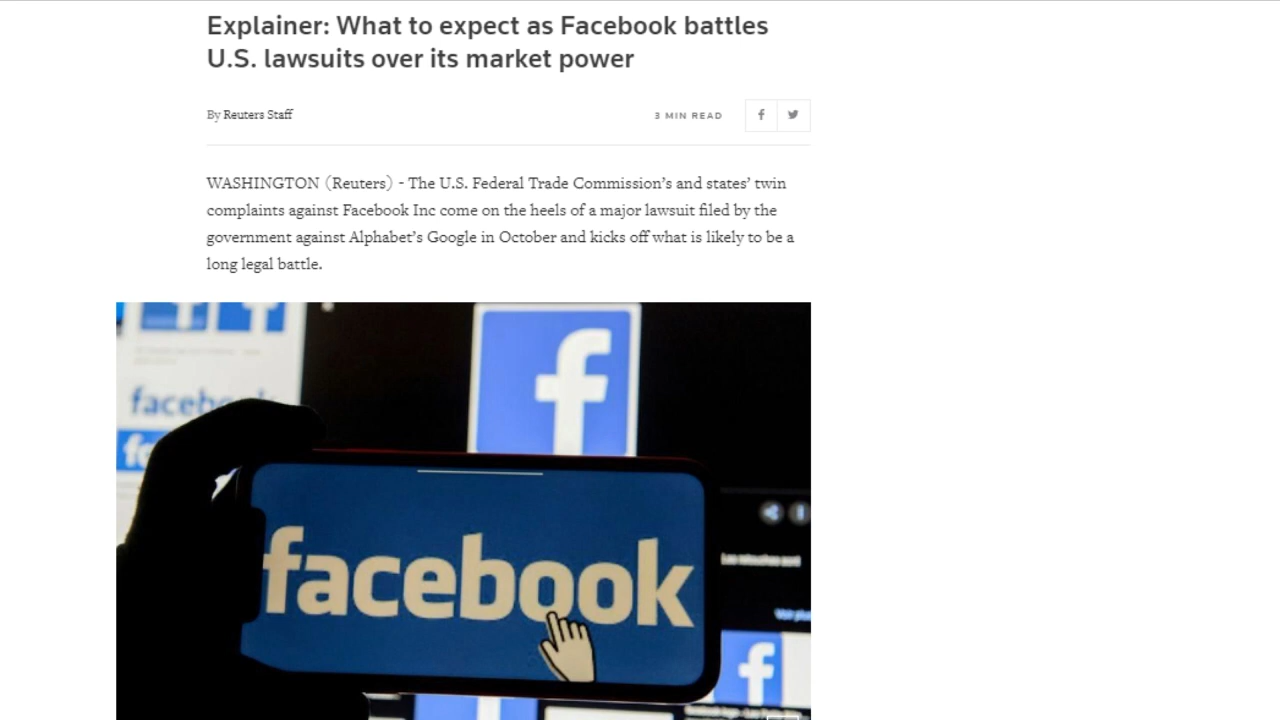 Explainer: What to expect as Facebook battles
U.S. lawsuits over its market power
By Reuters Staff
3 MIN READ
WASHINGTON (Reuters) - The U.S. Federal Trade Commission’s and states’ twin
complaints against Facebook Inc come on the heels of a major lawsuit filed by the
government against Alphabet’s Google in October and kicks off what is likely to be a
long legal battle.
facebook
facebook